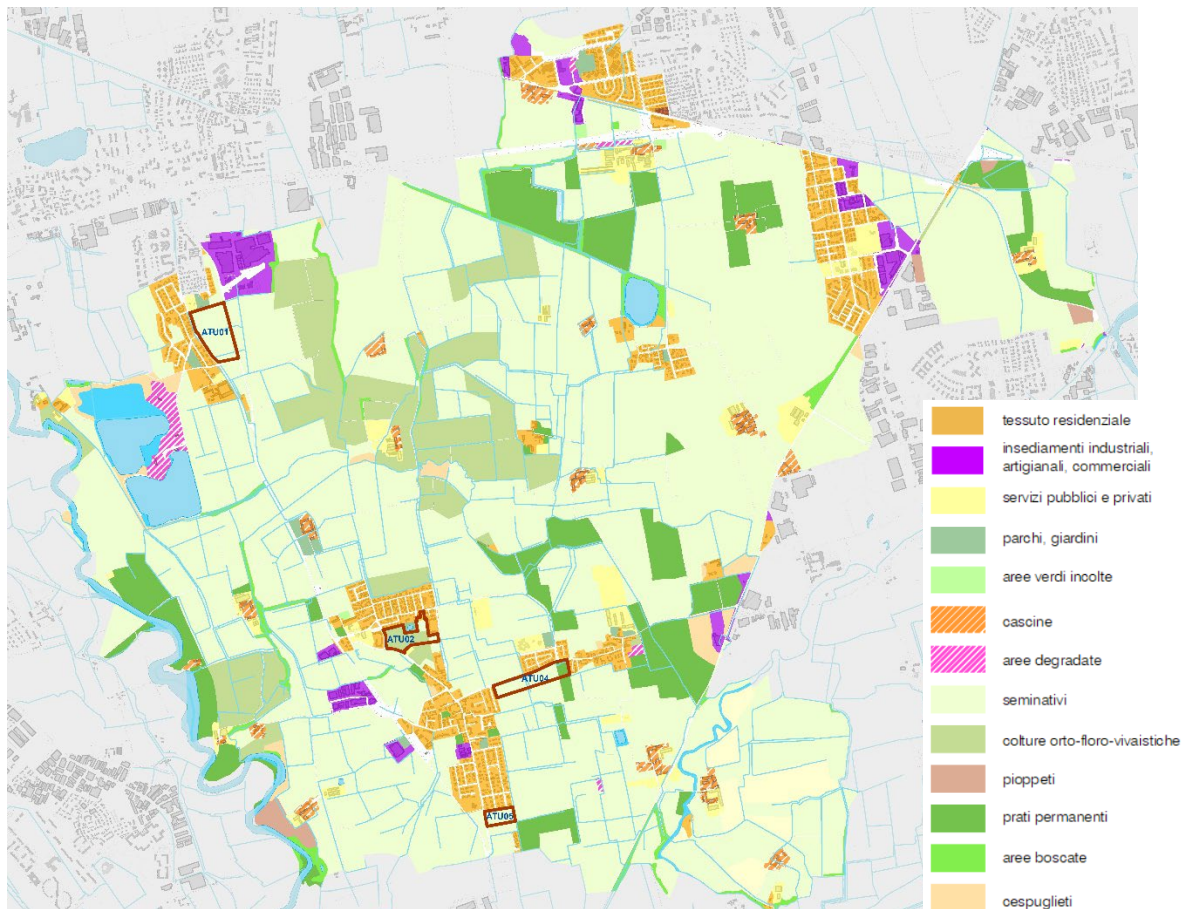 ATU01
ATU02
ATU04
ATU05
tessuto residenziale
insediamenti industriali,
artigianali, commerciali
servizi pubblici e privati
parchi, giardini
aree verdi incolte
cascine
aree degradate
seminativi
colture orto-floro-vivaistiche
pioppeti
prati permanenti
aree boscate
cespuglieti